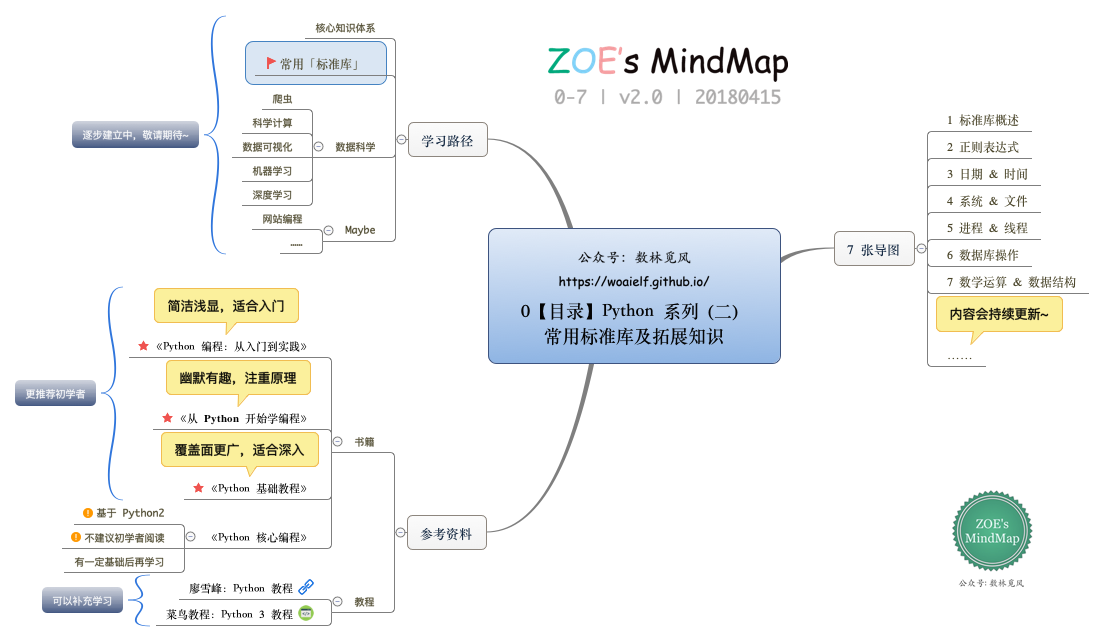 ZOE's MindMap
0-7 | v2.0 | 20180415
公众号: 数林觅风
https://woaielf.github.io/
0【目录】Python 系列 (二)
常用标准库及拓展知识
7 张导图
1 标准库概述
2 正则表达式
3 日期 & 时间
4 系统 & 文件
5 进程 & 线程
6 数据库操作
7 数学运算 & 数据结构
内容会持续更新~
……
学习路径
核心知识体系
常用「标准库」
数据科学
爬虫
科学计算
数据可视化
机器学习
深度学习
Maybe
网站编程
……
逐步建立中，敬请期待~
参考资料
书籍
简洁浅显，适合入门
《Python 编程: 从入门到实践》
幽默有趣，注重原理
《从 Python 开始学编程》
覆盖面更广，适合深入
《Python 基础教程》
更推荐初学者
《Python 核心编程》
基于 Python2
不建议初学者阅读
有一定基础后再学习
教程
廖雪峰: Python 教程
菜鸟教程: Python 3 教程
可以补充学习
ZOE's
MindMap
公众号: 数林觅风